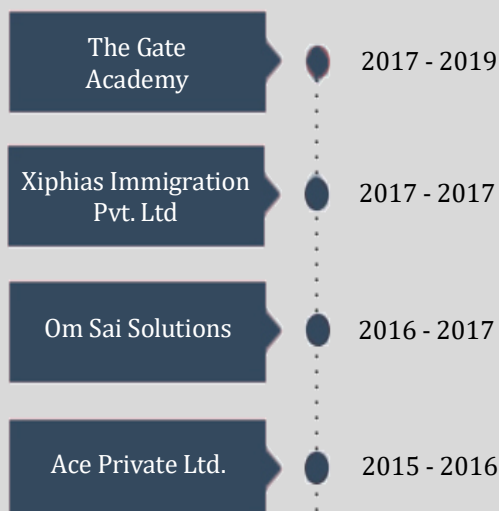 The Gate
Academy
2017 - 2019
Xiphias Immigration
Pvt. Ltd
2017 - 2017
Om Sai Solutions
2016 - 2017
Ace Private Ltd.
2015 - 2016